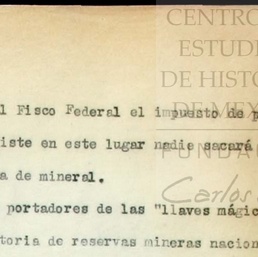 CENTRO
ESTUDI
DE HISTO
DE MEX
FUNDA
Carlos
l Fisco Federal el impuesto de p
iste en este lugar nadie sacará
a de mineral.
portadores de las "llaves mágic
toria de reservas mineras nacion